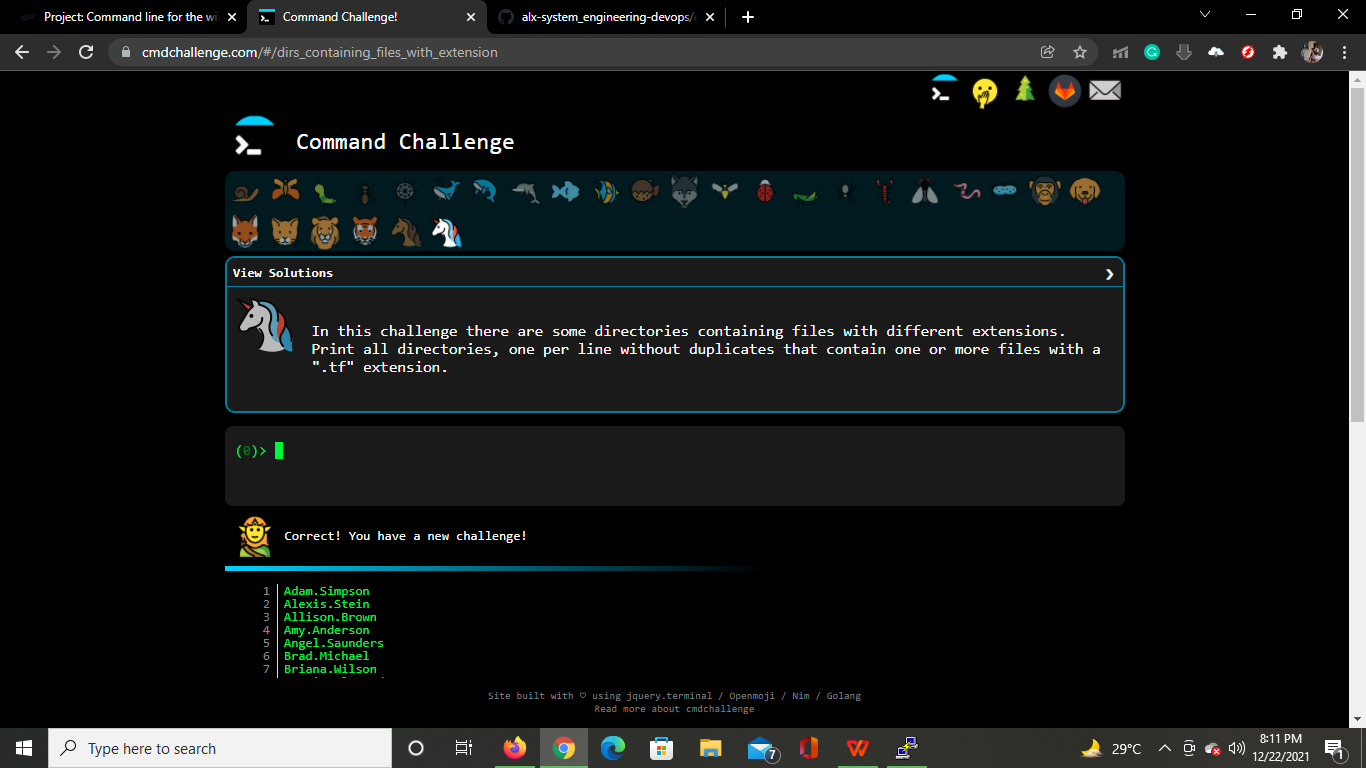 Project: Command line for the wi
Command Challenge!
alx-system_engineering-devops/
cmdchallenge.com/#/dirs_containing_files_with_extension
Command Challenge
View Solutions
In this challenge there are some directories containing files with different extensions.
Print all directories, one per line without duplicates that contain one or more files with a
".tf" extension.
(0)>
Correct! You have a new challenge!
1 Adam.Simpson
2 Alexis.Stein
3 Allison.Brown
4 Amy.Anderson
5 Angel.Saunders
6 Brad.Michael
7 Briana.Wilson
Site built with ♡ using jquery.terminal / Openmoji / Nim / Golang
Read more about cmdchallenge
Type here to search
7
29°C
8:11 PM
12/22/2021
1